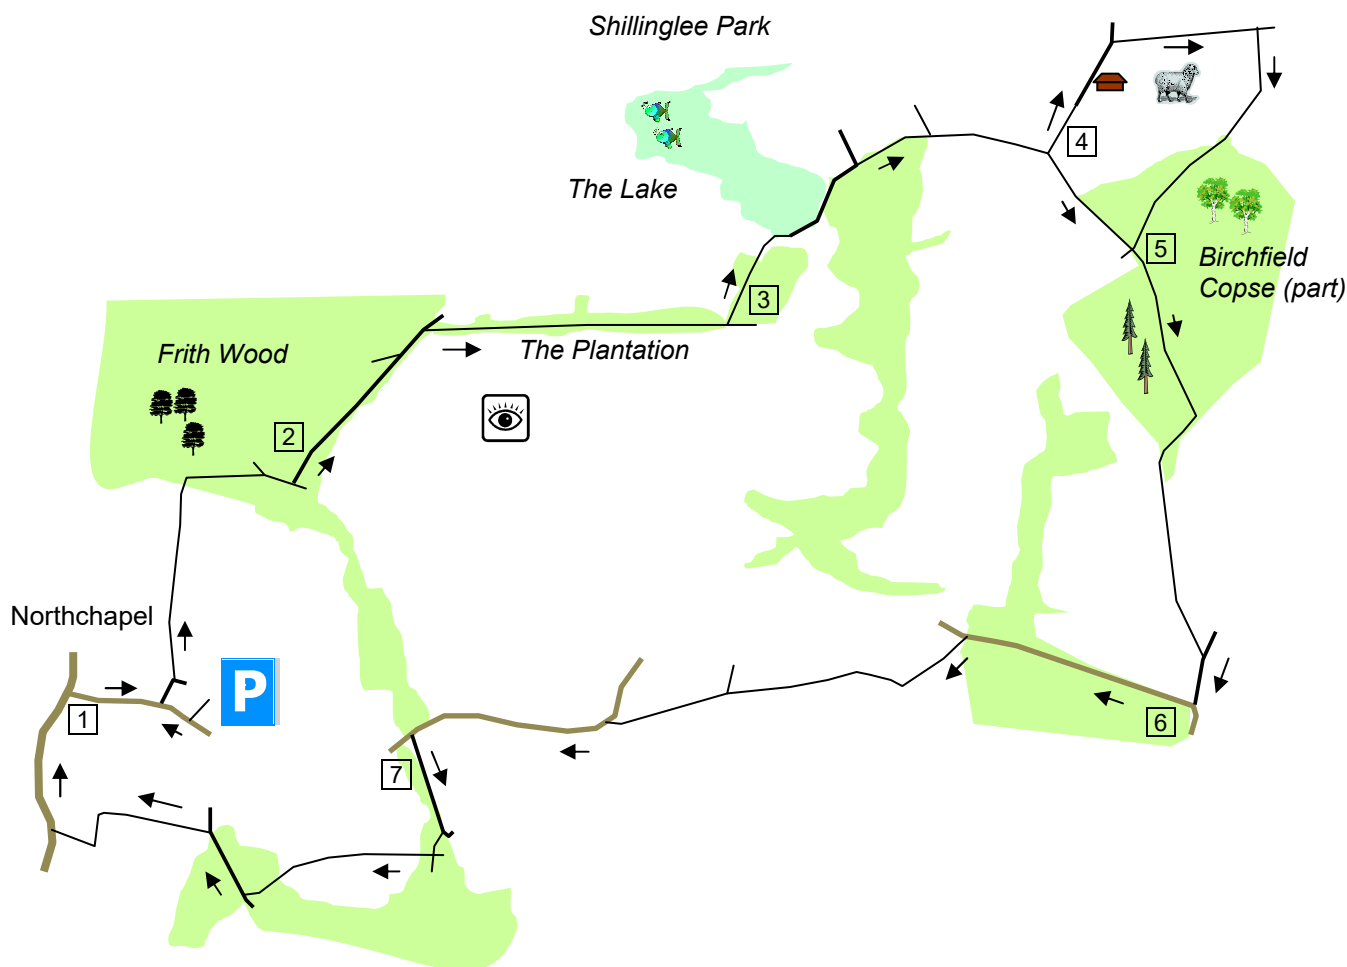 Shillinglee Park
The Lake
4
5
Birchfield
Copse (part)
3
Frith Wood
The Plantation
2
Northchapel
P
1
6
7